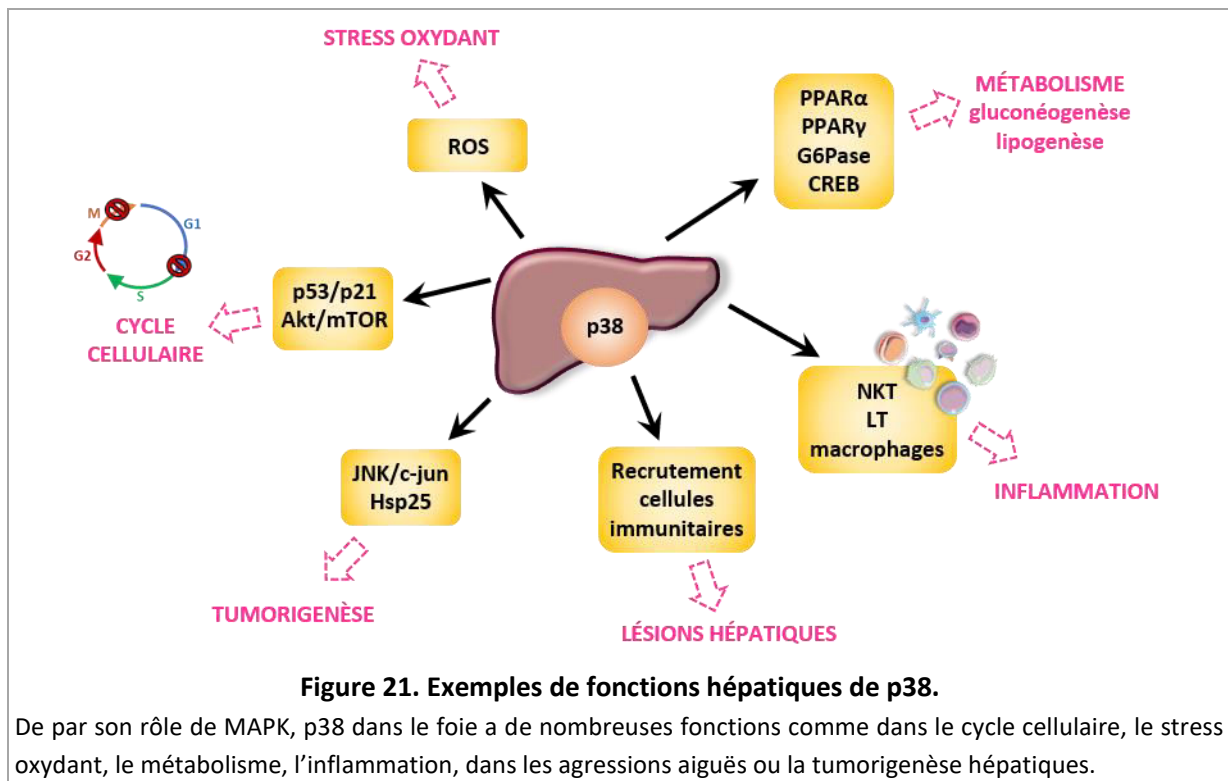 STRESS OXYDANT
ROS
PPARα
PPARγ
G6Pase
CREB
MÉTABOLISME
gluconéogenèse
lipogenèse
M
G1
G2
S
CYCLE
CELLULAIRE
p53/p21
Akt/mTOR
p38
NKT
LT
macrophages
INFLAMMATION
JNK/c-jun
Hsp25
TUMORIGENÈSE
Recrutement
cellules
immunitaires
LÉSIONS HÉPATIQUES
Figure 21. Exemples de fonctions hépatiques de p38.
De par son rôle de MAPK, p38 dans le foie a de nombreuses fonctions comme dans le cycle cellulaire, le stress
oxydant, le métabolisme, l’inflammation, dans les agressions aiguës ou la tumorigenèse hépatiques.